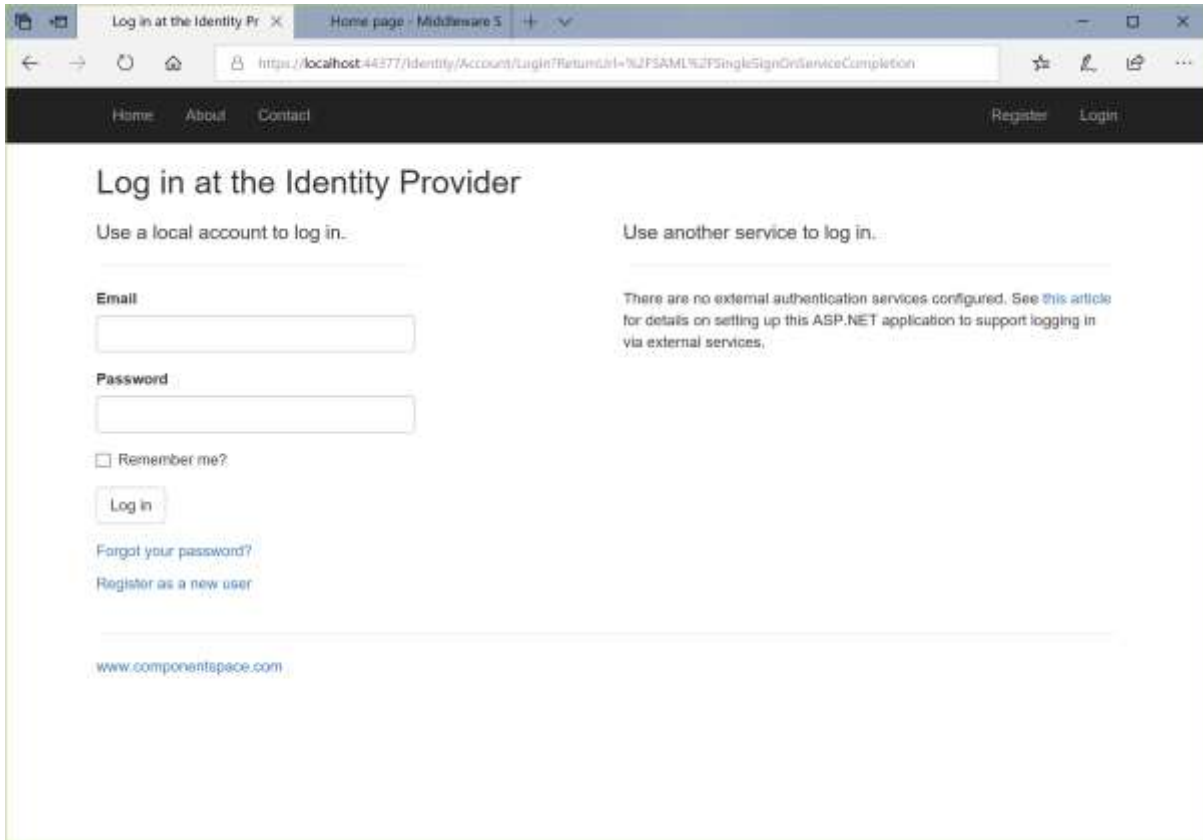 Log in at the Identity Pr
Home page - Middleware S
https://localhost:44377/Identity/Account/Login?ReturnUrl=%2FSAML%2FSingleSignOnServiceCompletion
Home About Contact Register Login
Log in at the Identity Provider
Use a local account to log in.
Email
Password
Remember me?
Log in
Forgot your password?
Register as a new user
Use another service to log in.
There are no external authentication services configured. See this article
for details on setting up this ASP.NET application to support logging in
via external services.
www.componentspace.com